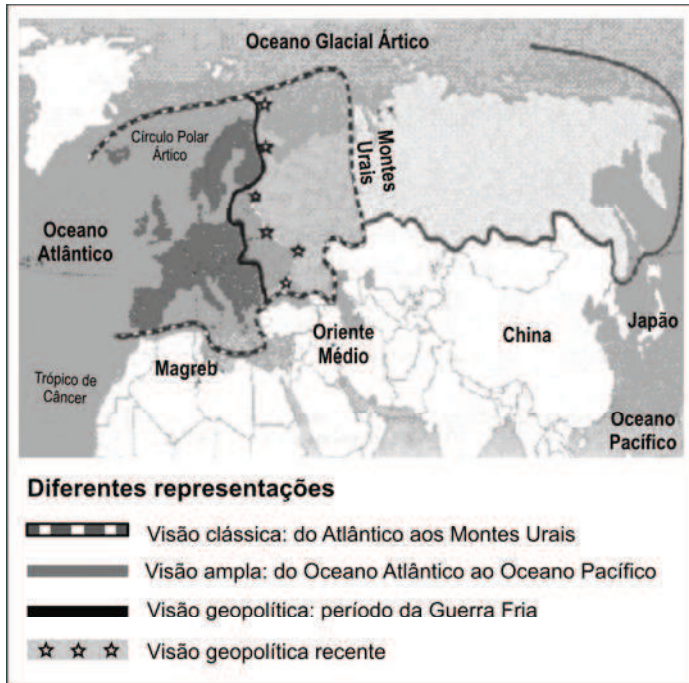 Oceano Glacial Ártico
Círculo Polar
Ártico
Montes
Urais
Oceano
Atlântico
Magreb
Oriente
Médio
China
Japão
Trópico de
Câncer
Oceano
Pacífico
Diferentes representações
Visão clássica: do Atlântico aos Montes Urais
Visão ampla: do Oceano Atlântico ao Oceano Pacífico
Visão geopolítica: período da Guerra Fria
Visão geopolítica recente